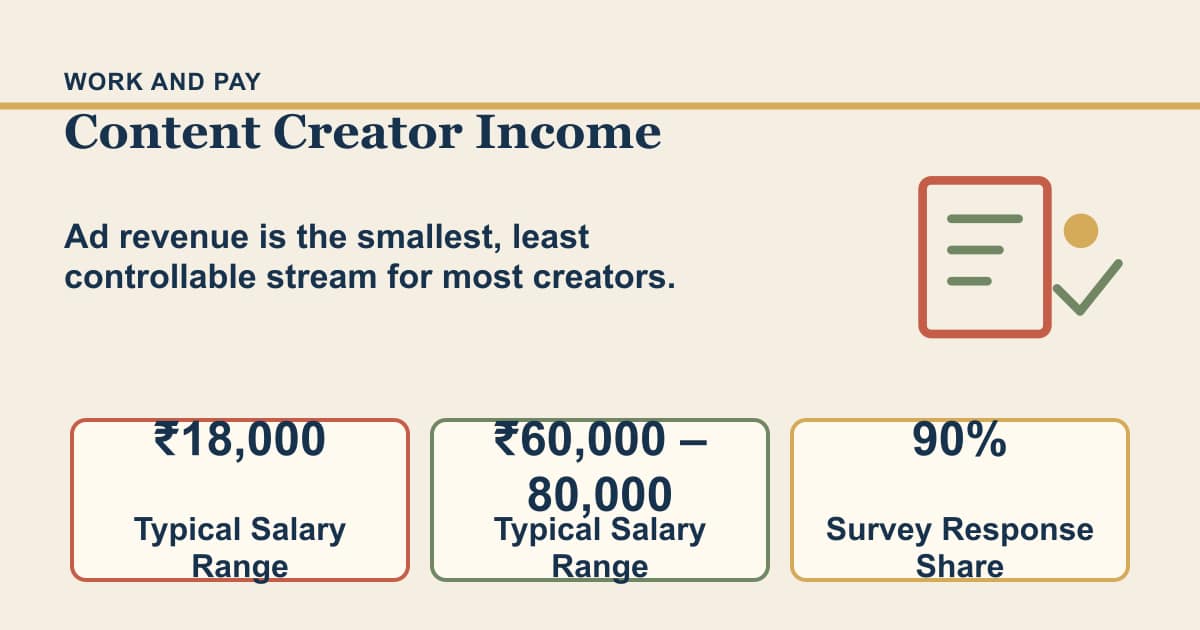 WORK AND PAY
Content Creator Income
Ad revenue is the smallest, least
controllable stream for most creators.
₹18,000
Typical Salary
Range
₹60,000 –
80,000
Typical Salary
Range
90%
Survey Response
Share